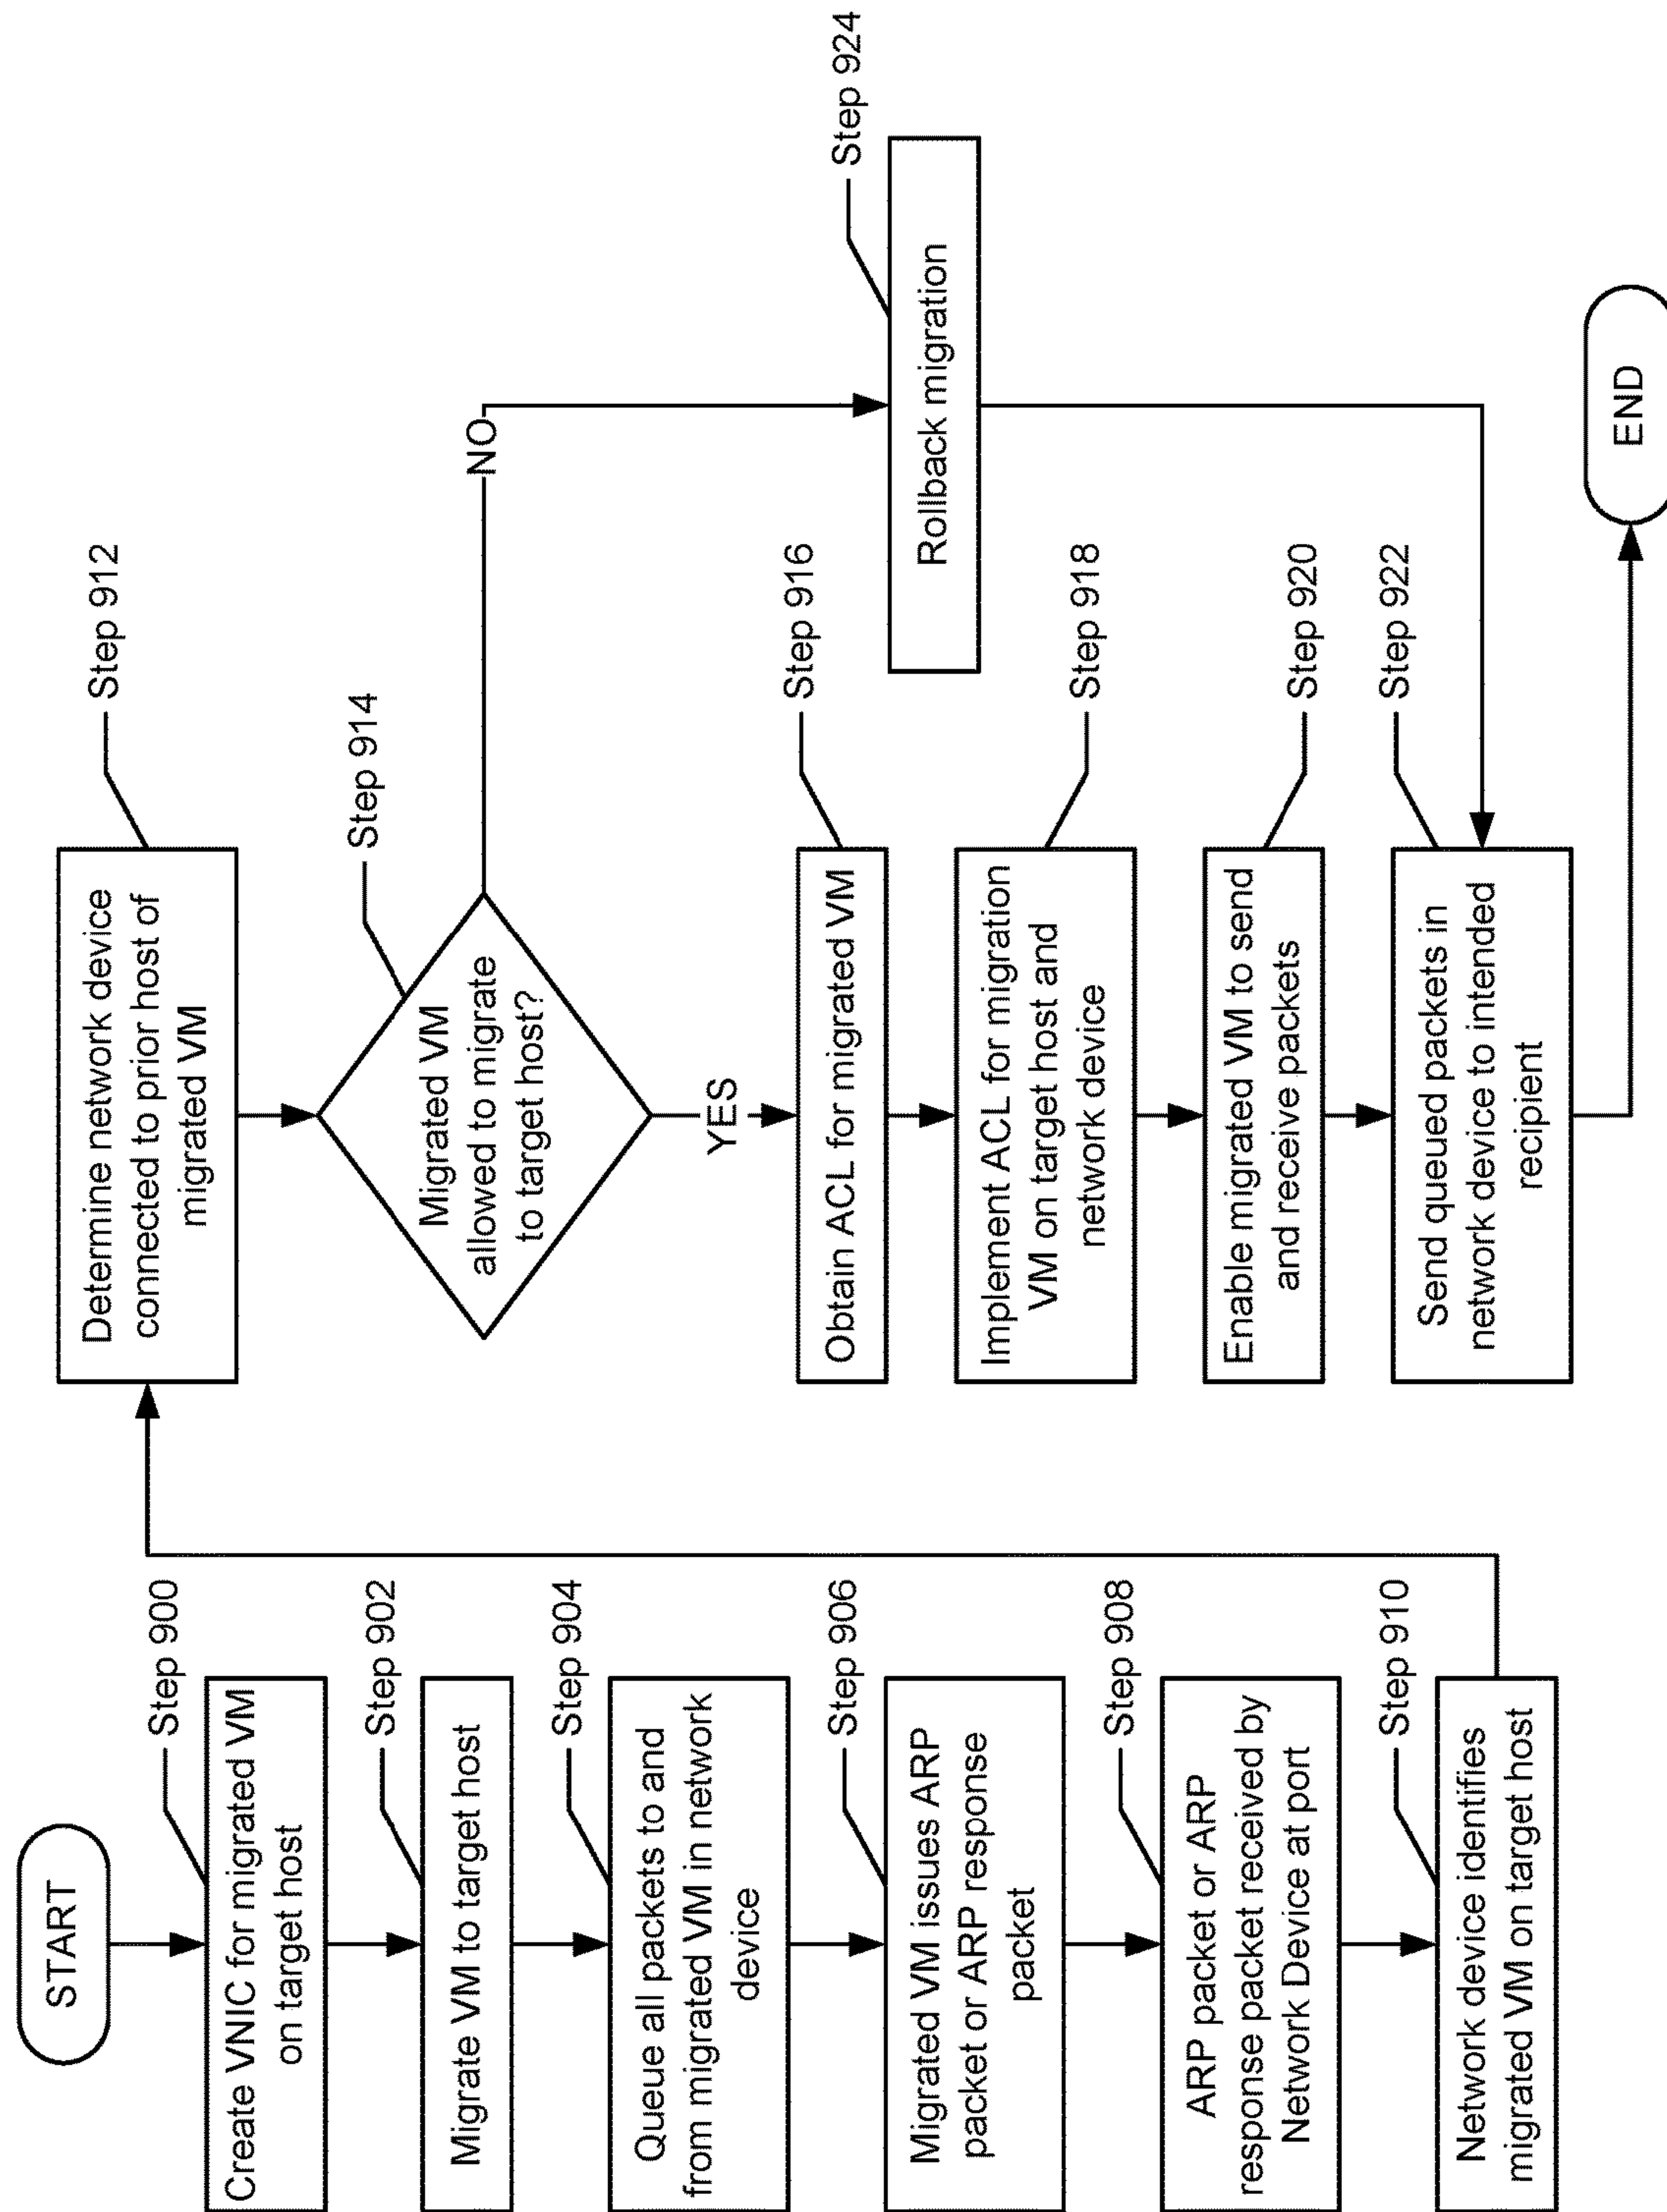 START
Step 900
Create VNIC for migrated VM
on target host
Step 902
Migrate VM to target host
Step 904
Queue all packets to and
from migrated VM in network
device
Step 906
Migrated VM issues ARP
packet or ARP response
packet
Step 908
ARP packet or ARP
response packet received by
Network Device at port
Step 910
Network device identifies
migrated VM on target host
Step 912
Determine network device
connected to prior host of
migrated VM
Step 914
Migrated VM
allowed to migrate
to target host?
NO
YES
Step 916
Obtain ACL for migrated VM
Step 918
Implement ACL for migration
VM on target host and
network device
Step 920
Enable migrated VM to send
and receive packets
Step 922
Send queued packets in
network device to intended
recipient
Step 924
Rollback migration
END